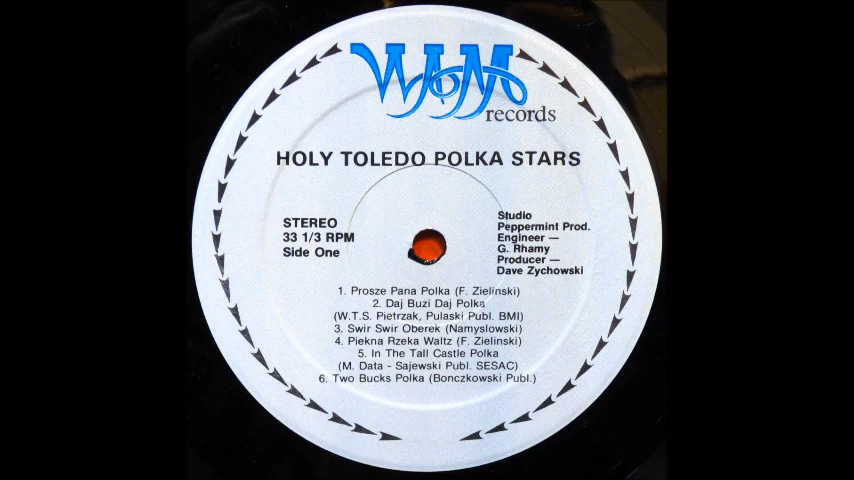 WAM
records
HOLY TOLEDO POLKA STARS
STEREO
33 1/3 RPM
Side One
Studio
Peppermint Prod.
Engineer —
G. Rhamy
Producer —
Dave Zychowski
1. Prosze Pana Polka (F. Zielinski)
2. Daj Buzi Daj Polka
(W.T.S. Pietrzak, Pulaski Publ. BMI)
3. Swir Swir Oberek (Namyslowski)
4. Piekna Rzeka Waltz (F. Zielinski)
5. In The Tall Castle Polka
(M. Data - Sajewski Publ. SESAC)
6. Two Bucks Polka (Bonczkowski Publ.)